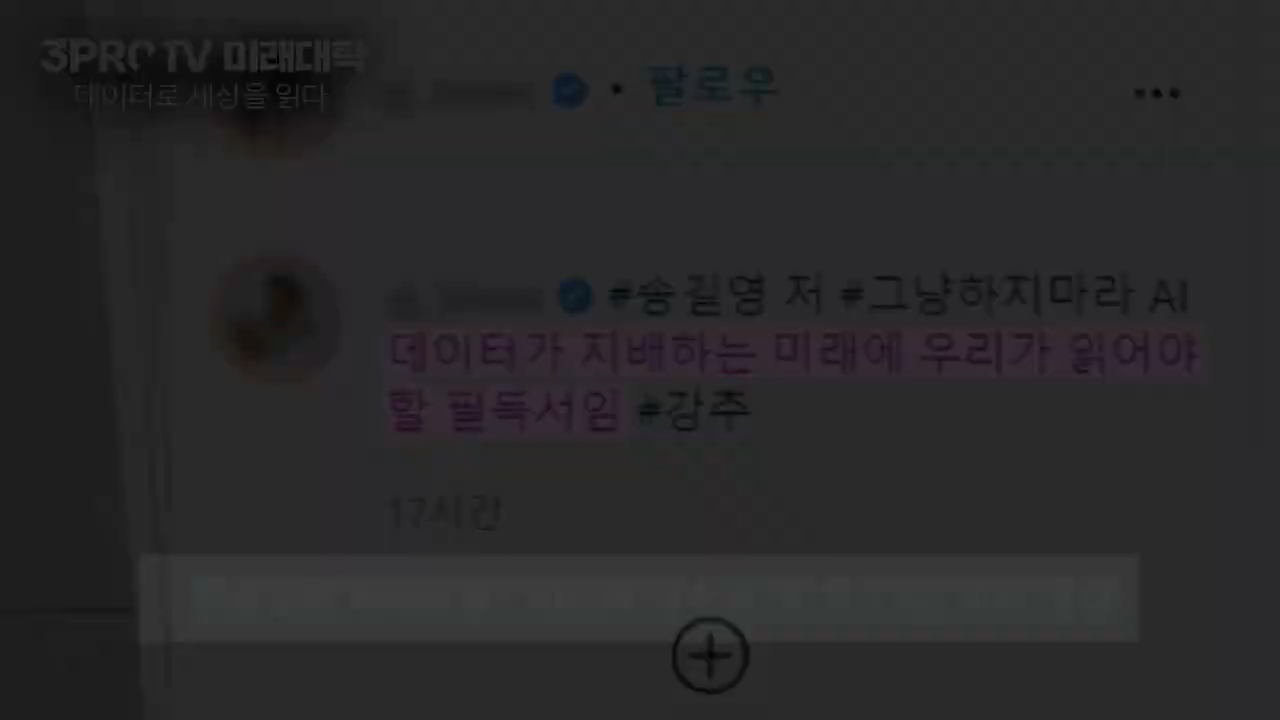 3PRO TV 미래대락
데이터로 세상을 읽다
• 팔로우
#송길영 저 #그냥하지마라 AI
데이터가 지배하는 미래에 우리가 읽어야
할 필독서임 #강추
17시간